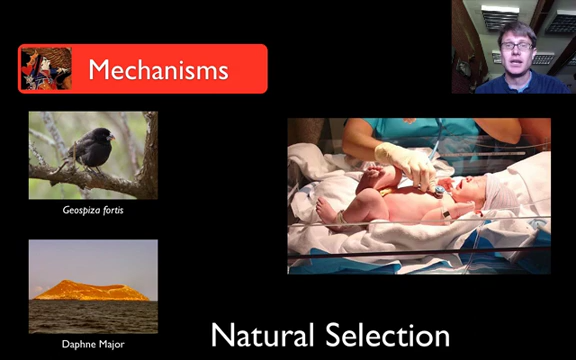 Mechanisms
Geospiza fortis
Daphne Major
Natural Selection